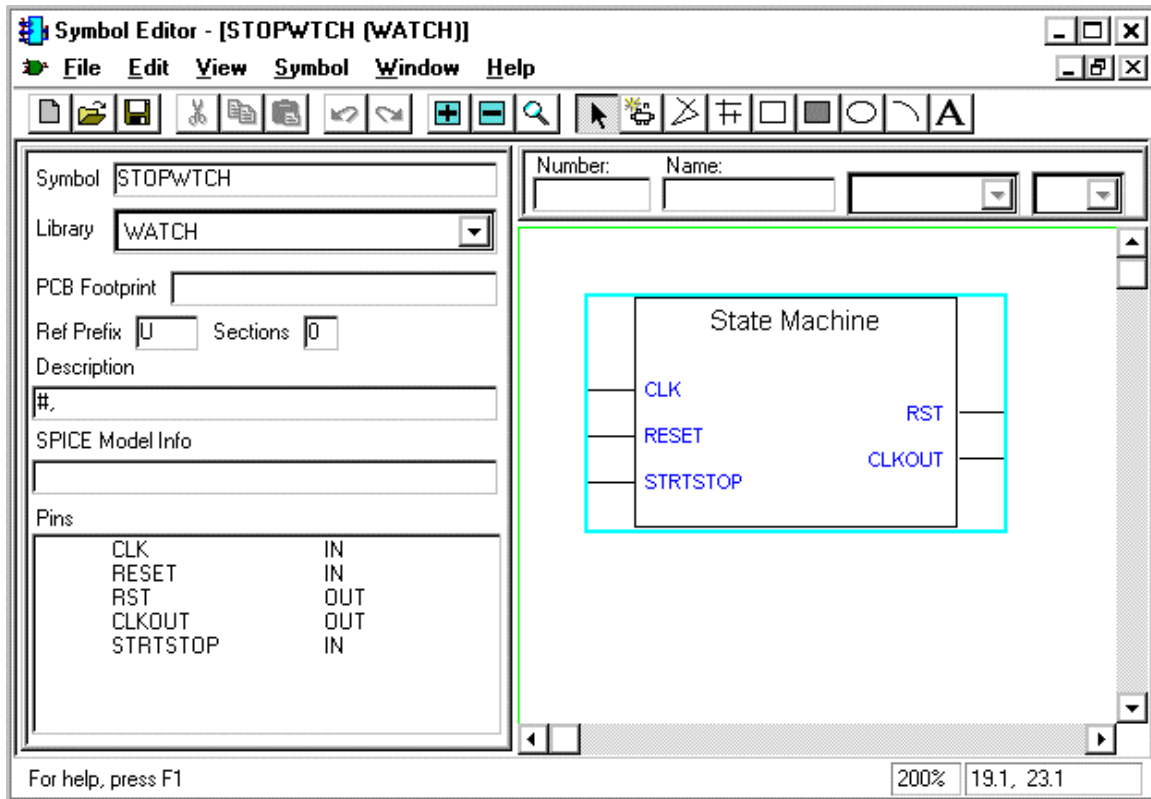 Symbol Editor - [STOPWTCH (WATCH)]
File Edit View Symbol Window Help
A
Symbol STOPWTCH
Library WATCH
PCB Footprint
Ref Prefix U Sections 0
Description
#,
SPICE Model Info
Pins
CLK IN
RESET IN
RST OUT
CLKOUT OUT
STRTSTOP IN
Number: Name:
State Machine
CLK
RST
RESET
CLKOUT
STRTSTOP
For help, press F1
200% 19.1, 23.1